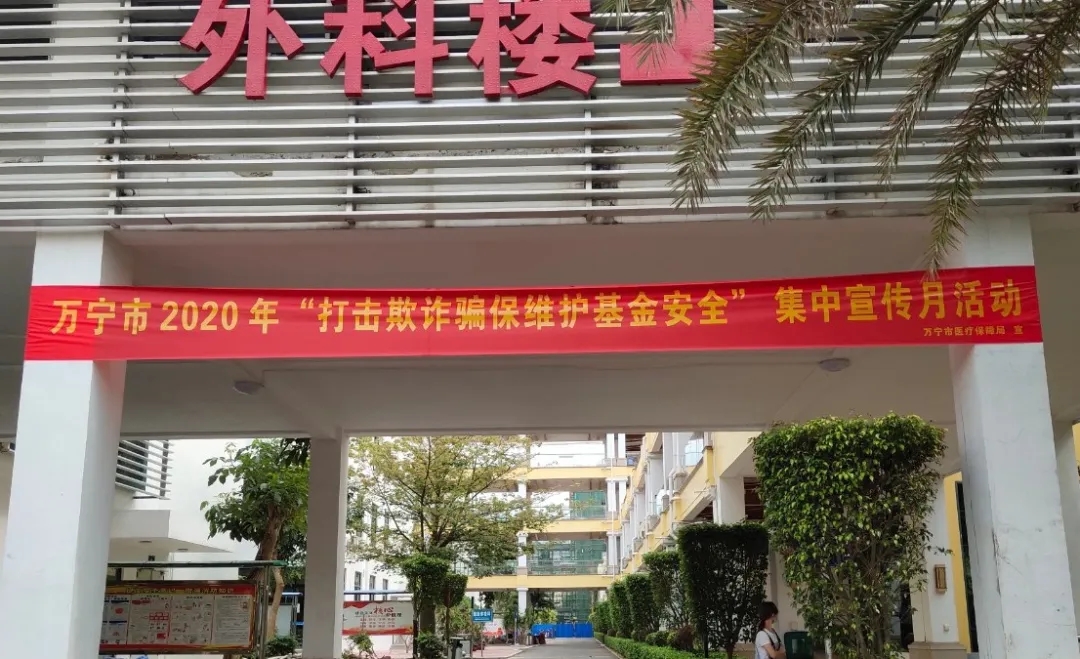 外科楼
万宁市2020年“打击欺诈骗保维护基金安全”集中宣传月活动
万宁市医疗保障局 宣
核心